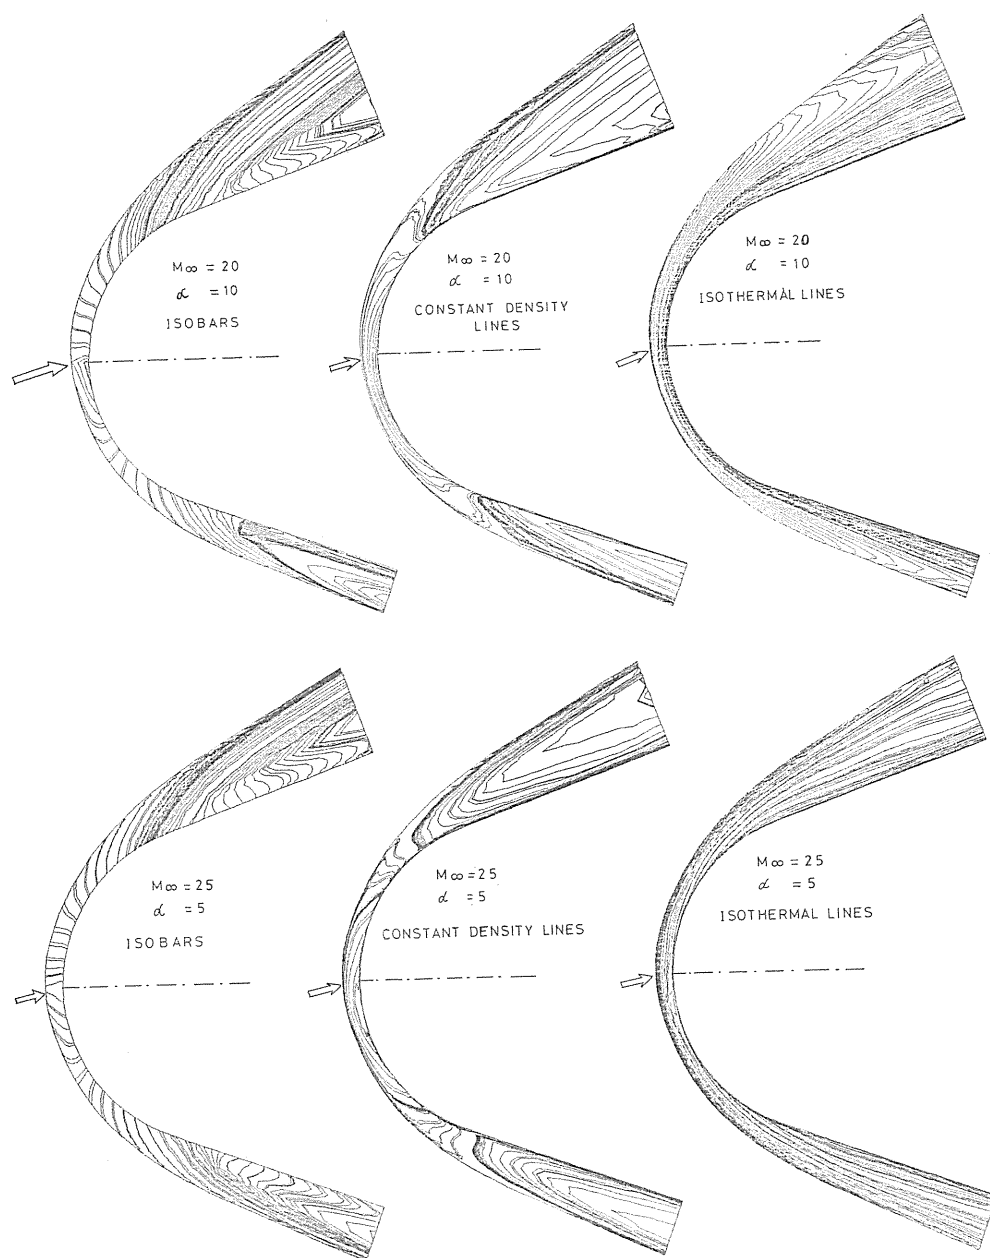 M∞ = 20
α = 10
ISOBARS
M∞ = 20
α = 10
CONSTANT DENSITY
LINES
M∞ = 20
α = 10
ISOTHERMAL LINES
M∞ = 25
α = 5
ISOBARS
M∞ = 25
α = 5
CONSTANT DENSITY LINES
M∞ = 25
α = 5
ISOTHERMAL LINES